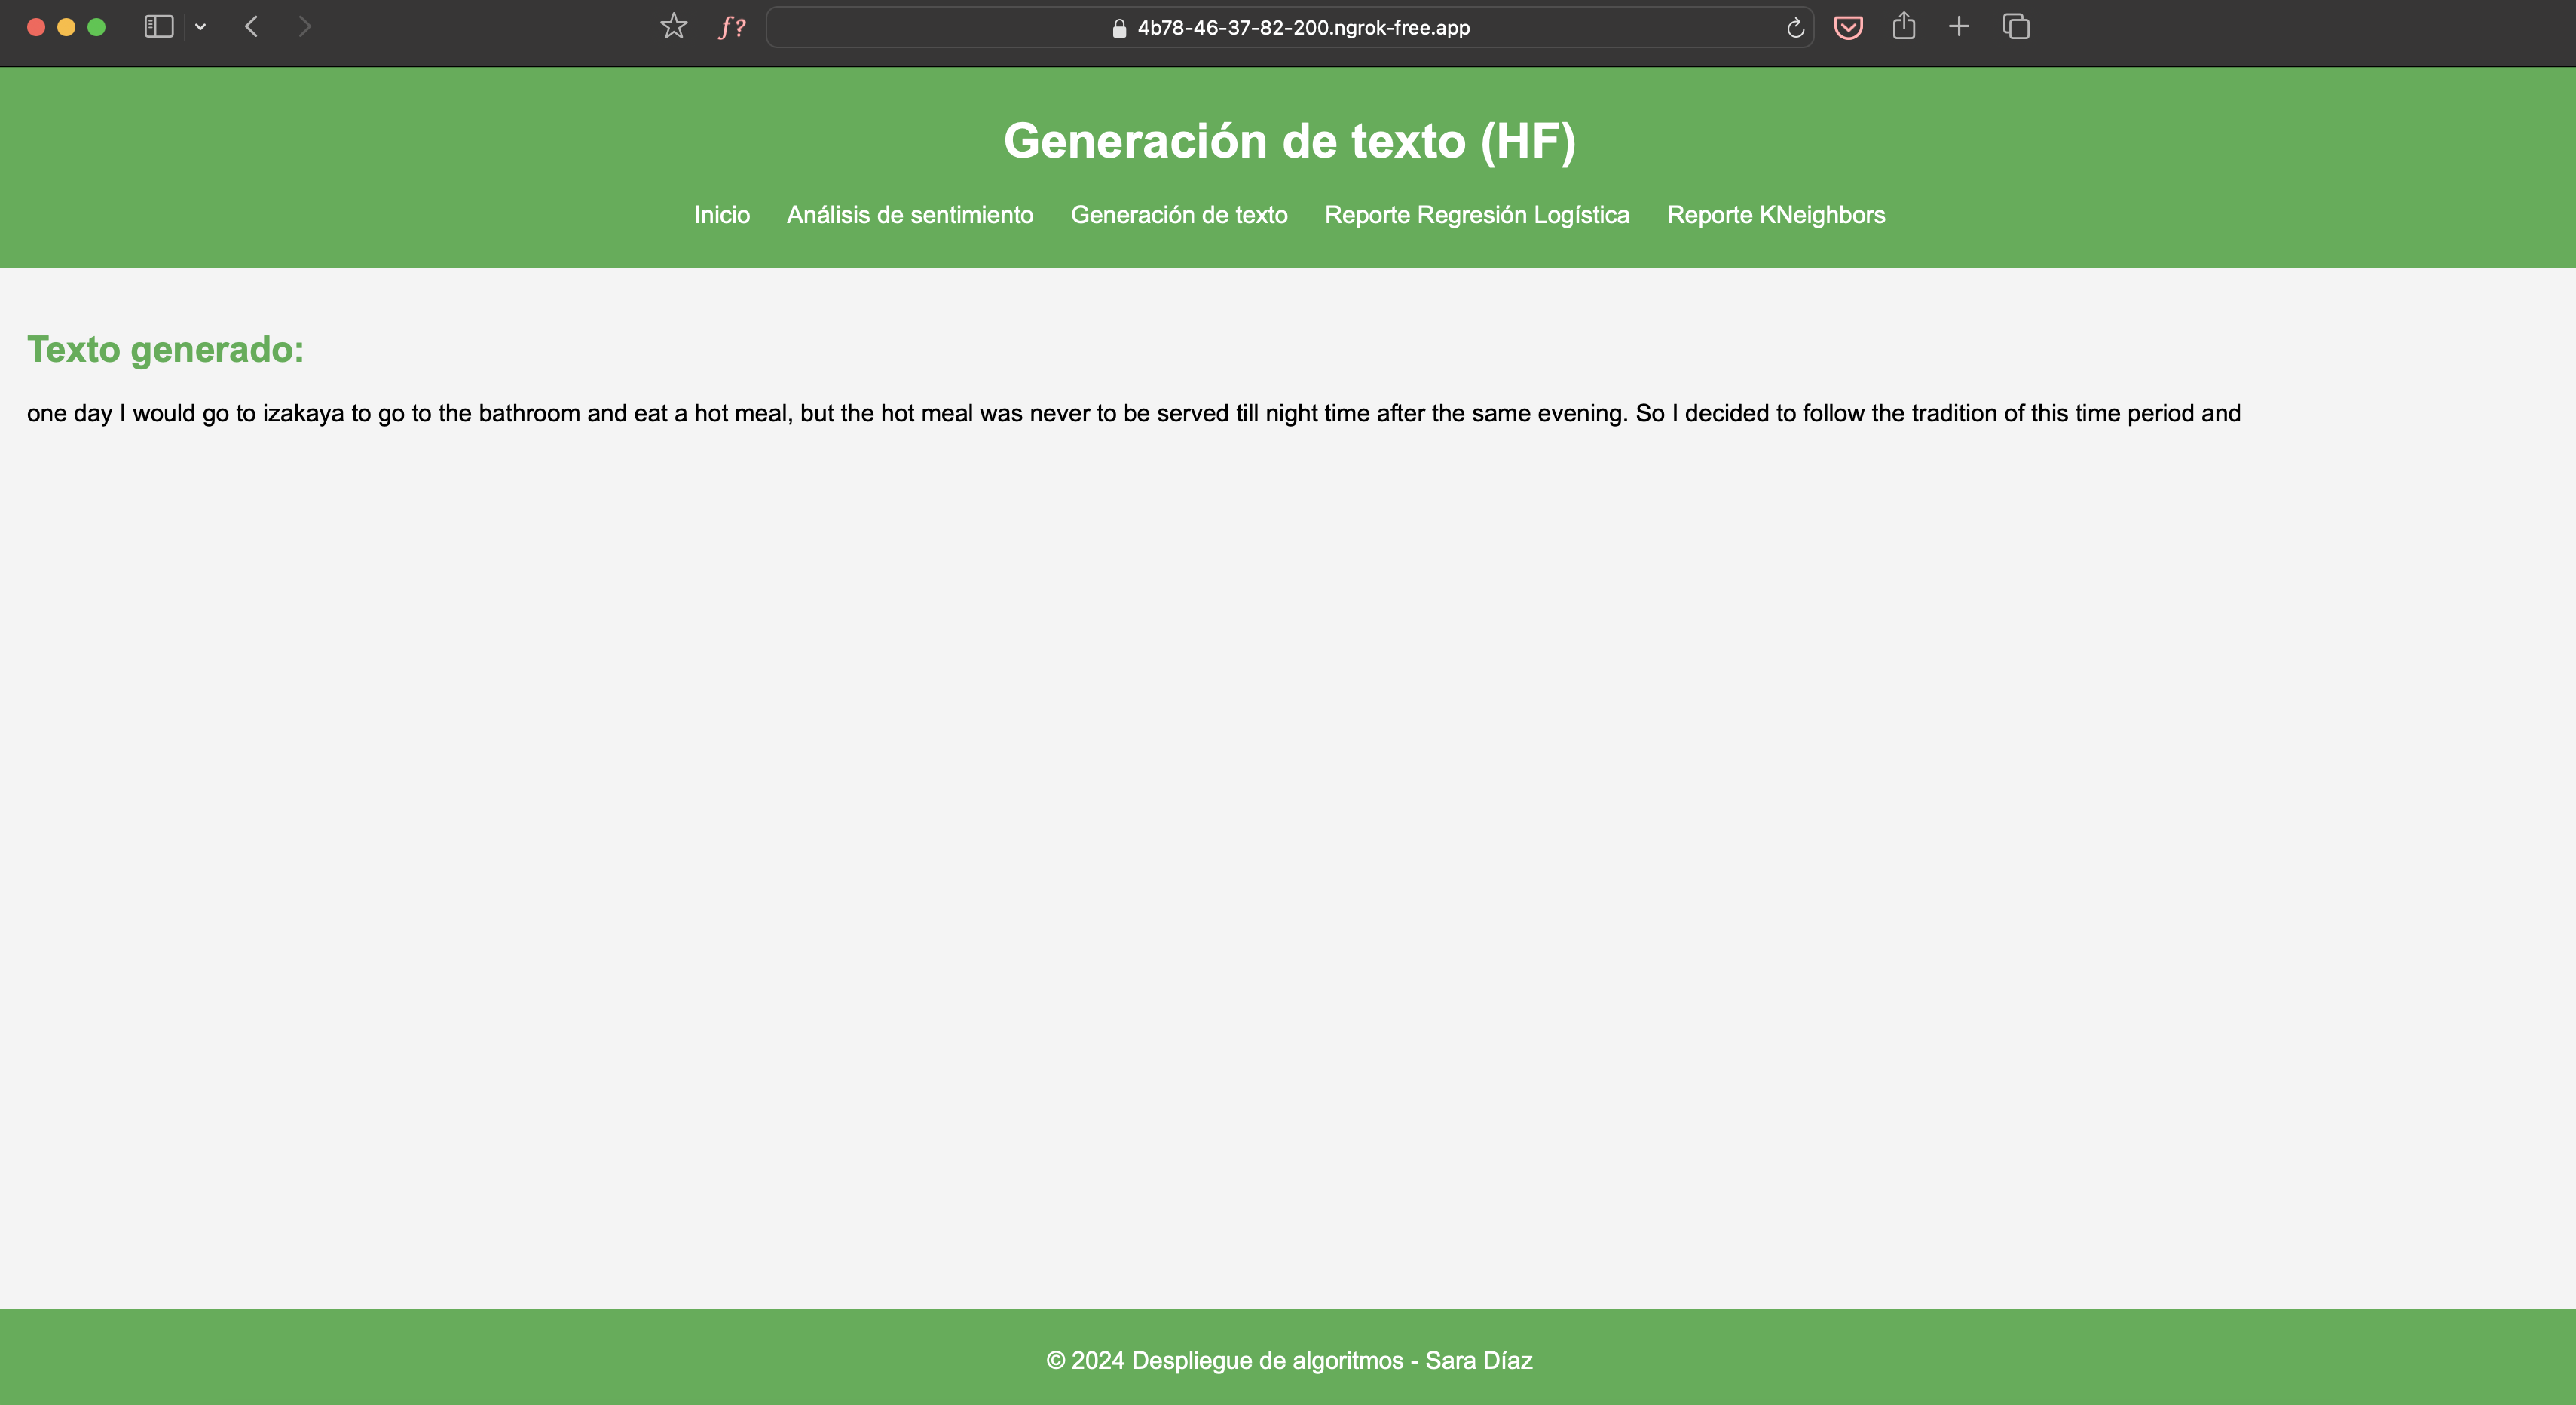 f?
4b78-46-37-82-200.ngrok-free.app
Generación de texto (HF)
Inicio Análisis de sentimiento Generación de texto Reporte Regresión Logística Reporte KNeighbors
Texto generado:
one day I would go to izakaya to go to the bathroom and eat a hot meal, but the hot meal was never to be served till night time after the same evening. So I decided to follow the tradition of this time period and
© 2024 Despliegue de algoritmos - Sara Díaz